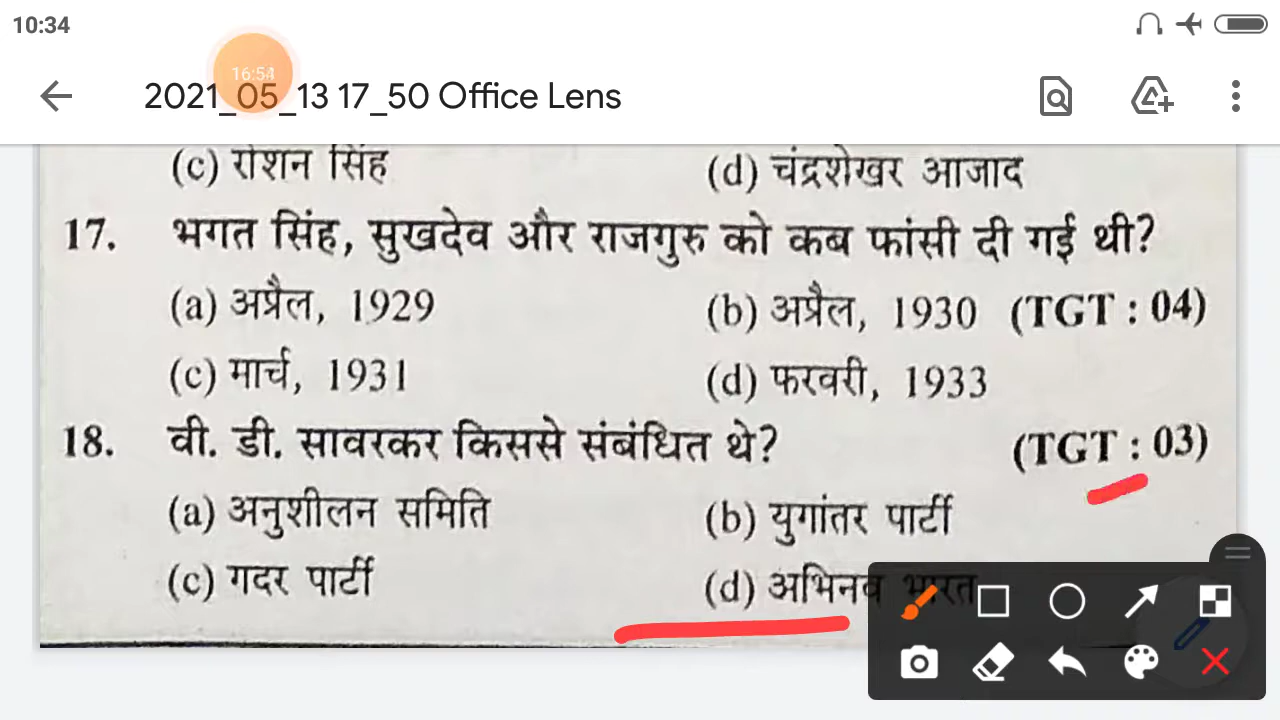 10:34
16:54
2021_05_13 17_50 Office Lens
(c) रोशन सिंह (d) चंद्रशेखर आजाद
17. भगत सिंह, सुखदेव और राजगुरु को कब फांसी दी गई थी?
(a) अप्रैल, 1929 (b) अप्रैल, 1930 (TGT : 04)
(c) मार्च, 1931 (d) फरवरी, 1933
18. वी. डी. सावरकर किससे संबंधित थे? (TGT : 03)
(a) अनुशीलन समिति (b) युगांतर पार्टी
(c) गदर पार्टी (d) अभिनव भारत